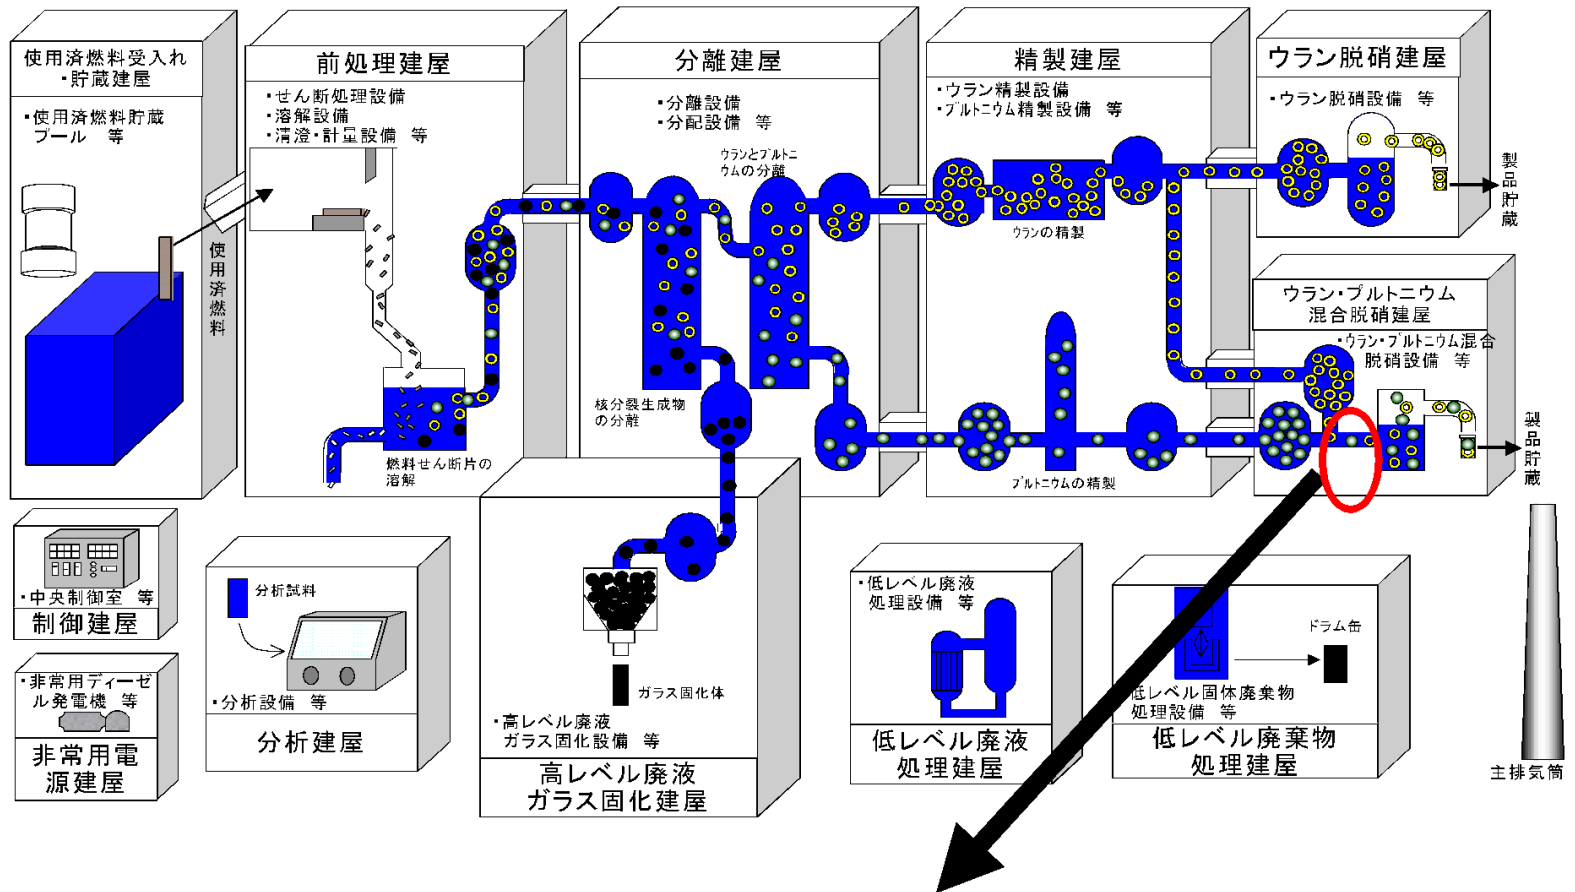 使用済燃料受入れ
・貯蔵建屋
・使用済燃料貯蔵
プール 等
使用済燃料
前処理建屋
・せん断処理設備
・溶解設備
・清澄・計量設備 等
燃料せん断片の
溶解
分離建屋
・分離設備
・分配設備 等
ウランとプルトニ
ウムの分離
核分裂生成物
の分離
精製建屋
・ウラン精製設備
・プルトニウム精製設備 等
ウランの精製
プルトニウムの精製
ウラン脱硝建屋
・ウラン脱硝設備 等
製品貯蔵
ウラン・プルトニウム
混合脱硝建屋
・ウラン・プルトニウム混合
脱硝設備 等
製品貯蔵
・中央制御室 等
制御建屋
・非常用ディーゼ
ル発電機 等
非常用電
源建屋
分析試料
・分析設備 等
分析建屋
ガラス固化体
・高レベル廃液
ガラス固化設備 等
高レベル廃液
ガラス固化建屋
・低レベル廃液
処理設備 等
低レベル廃液
処理建屋
ドラム缶
低レベル固体廃棄物
処理設備 等
低レベル廃棄物
処理建屋
主排気筒